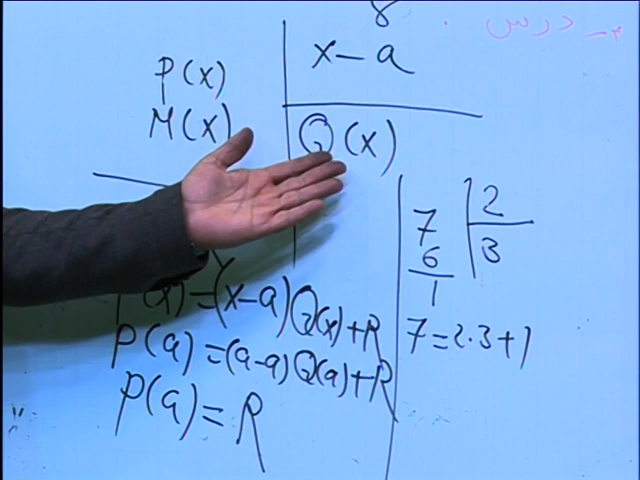 درس
8
P(x) | x-a
M(x) | Q(x)
(x) = (x-a)Q(x)+R
P(a) = (a-a)Q(a)+R
P(a) = R
7 | 2
6 | 3
1
7 = 2.3+1